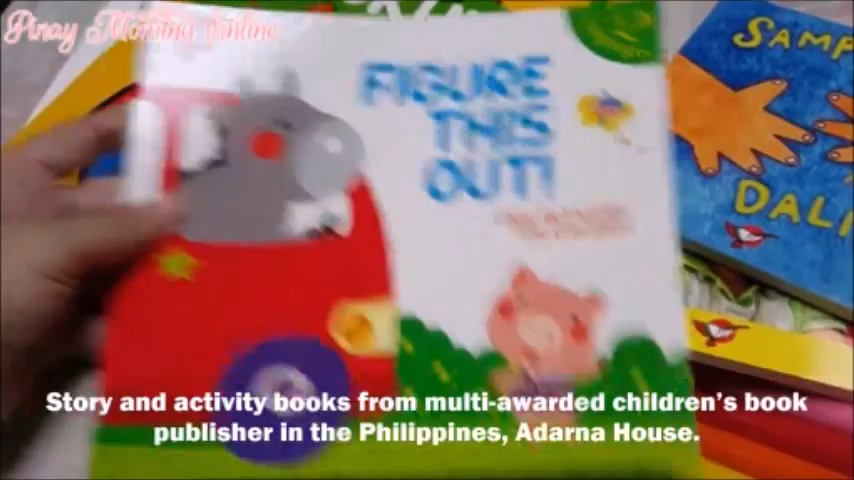 Pinay Momma Online
FIGURE
THIS
OUT!
SAMP
DALI
Story and activity books from multi-awarded children's book
publisher in the Philippines, Adarna House.